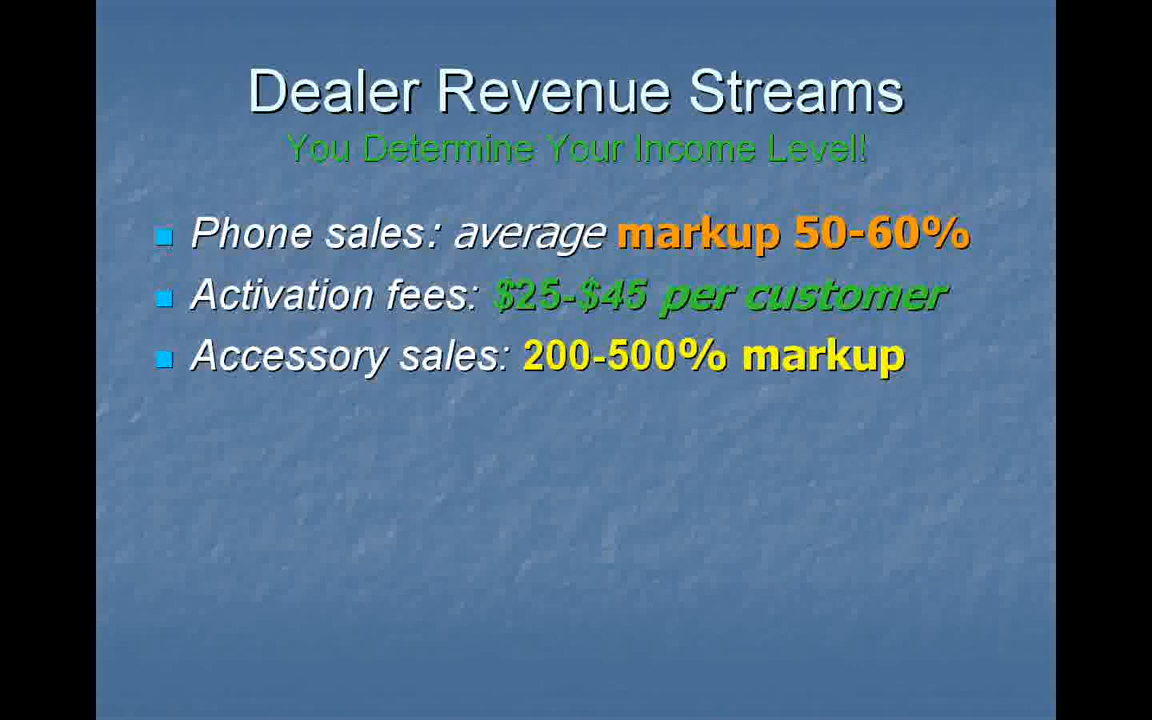 Dealer Revenue Streams
You Determine Your Income Level!
Phone sales: average markup 50-60%
Activation fees: $25-$45 per customer
Accessory sales: 200-500% markup